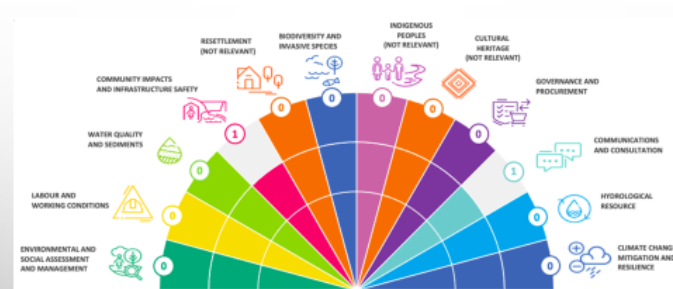 ENVIRONMENTAL AND
SOCIAL ASSESSMENT
AND MANAGEMENT
0
LABOUR AND
WORKING CONDITIONS
0
WATER QUALITY
AND SEDIMENTS
0
COMMUNITY IMPACTS
AND INFRASTRUCTURE SAFETY
1
RESETTLEMENT
(NOT RELEVANT)
0
BIODIVERSITY AND
INVASIVE SPECIES
0
INDIGENOUS
PEOPLES
(NOT RELEVANT)
0
CULTURAL
HERITAGE
(NOT RELEVANT)
0
GOVERNANCE AND
PROCUREMENT
0
COMMUNICATIONS
AND CONSULTATION
1
HYDROLOGICAL
RESOURCE
0
CLIMATE CHANGE
MITIGATION AND
RESILIENCE
0